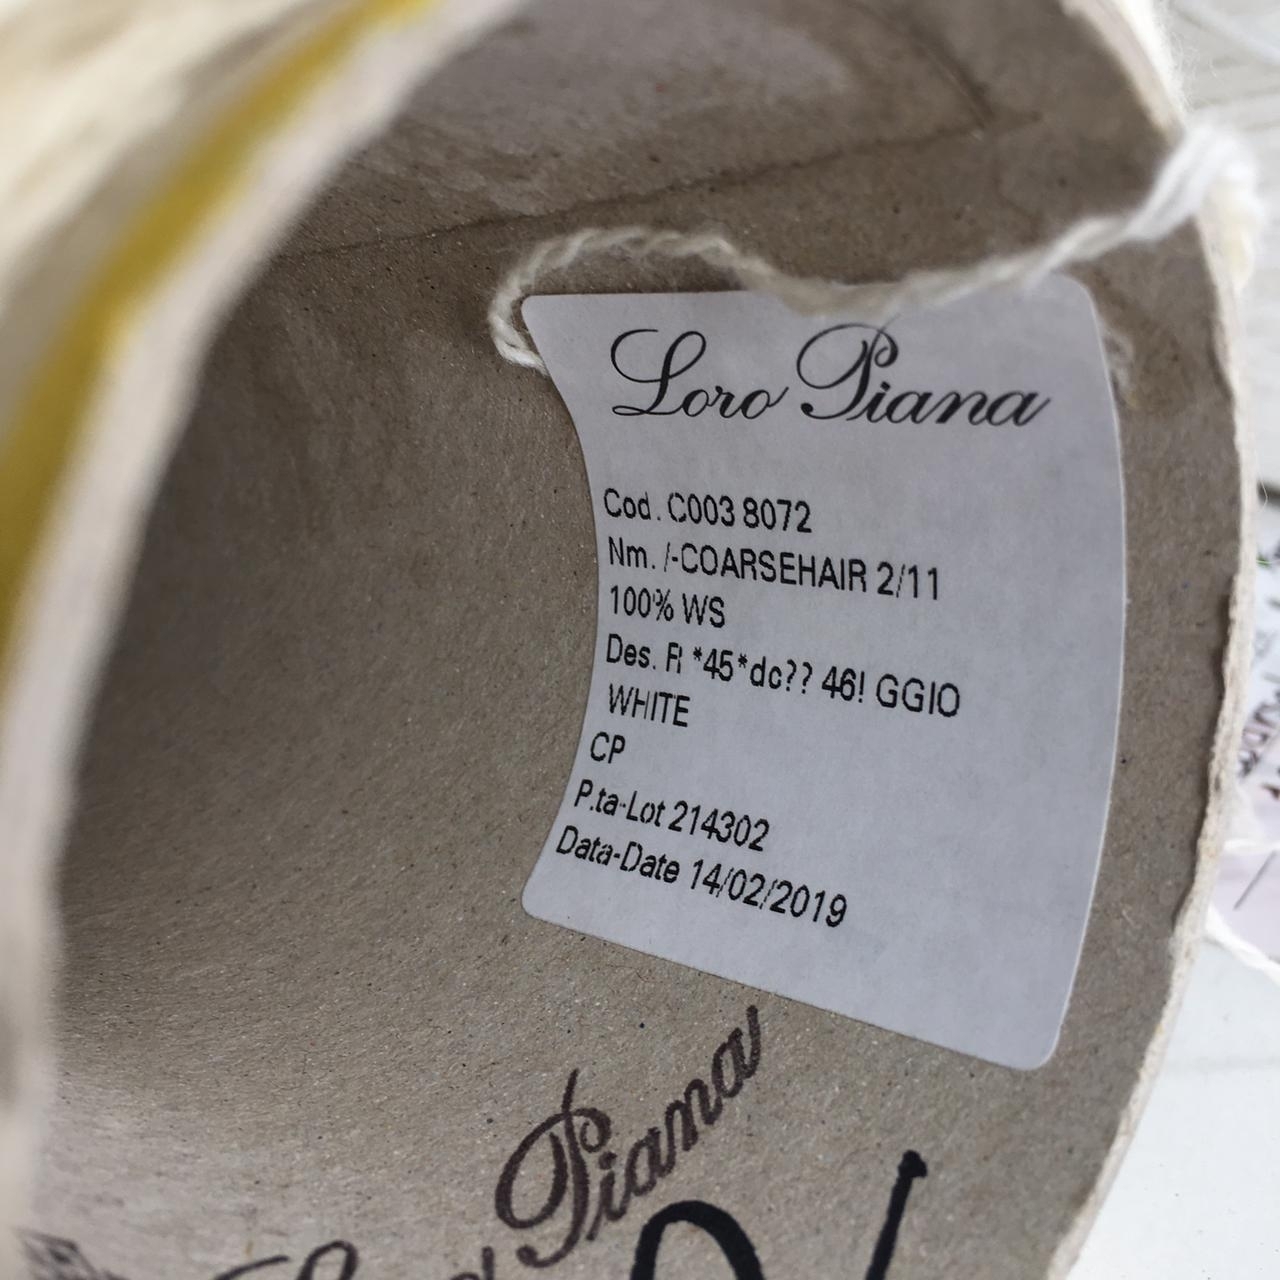 Loro Piana
Cod. C003 8072
Nm. /-COARSEHAIR 2/11
100% WS
Des. R *45*dc?? 46! GGIO
WHITE
CP
P.ta-Lot 214302
Data-Date 14/02/2019
Piana